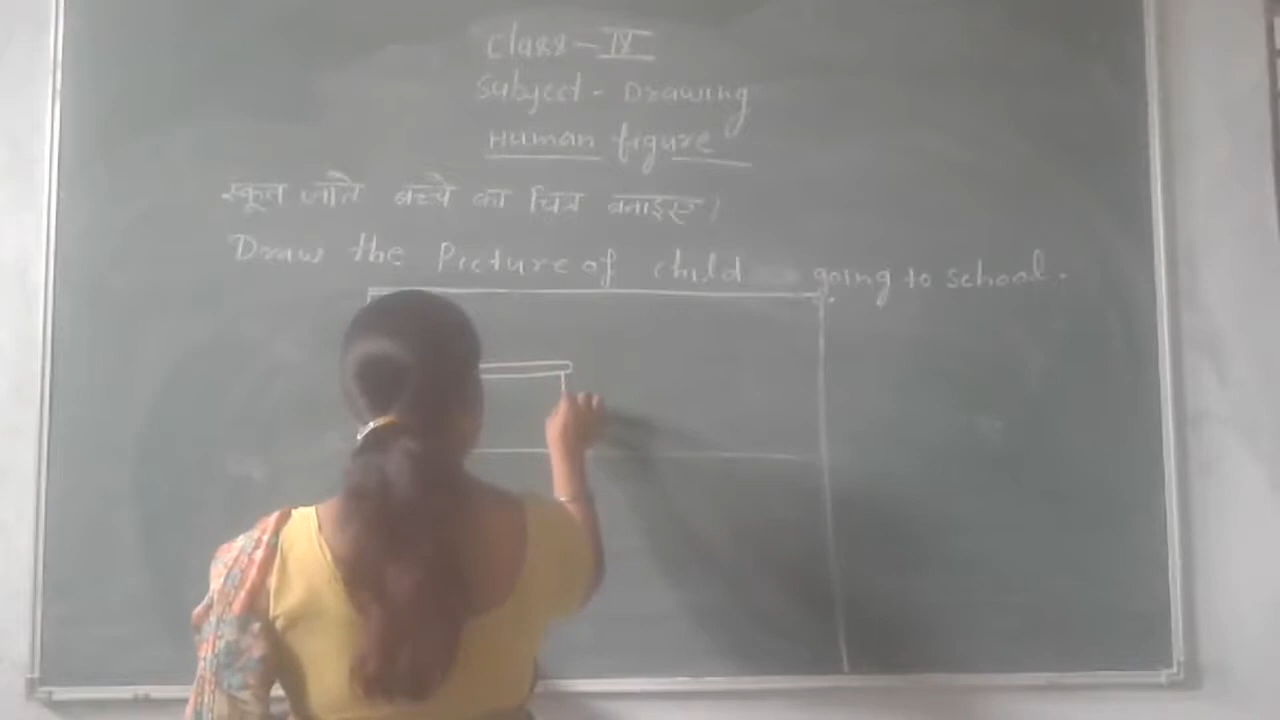 Class - IV
Subject - Drawing
Human figure
स्कूल जाते बच्चे का चित्र बनाइए।
Draw the Picture of child going to school.